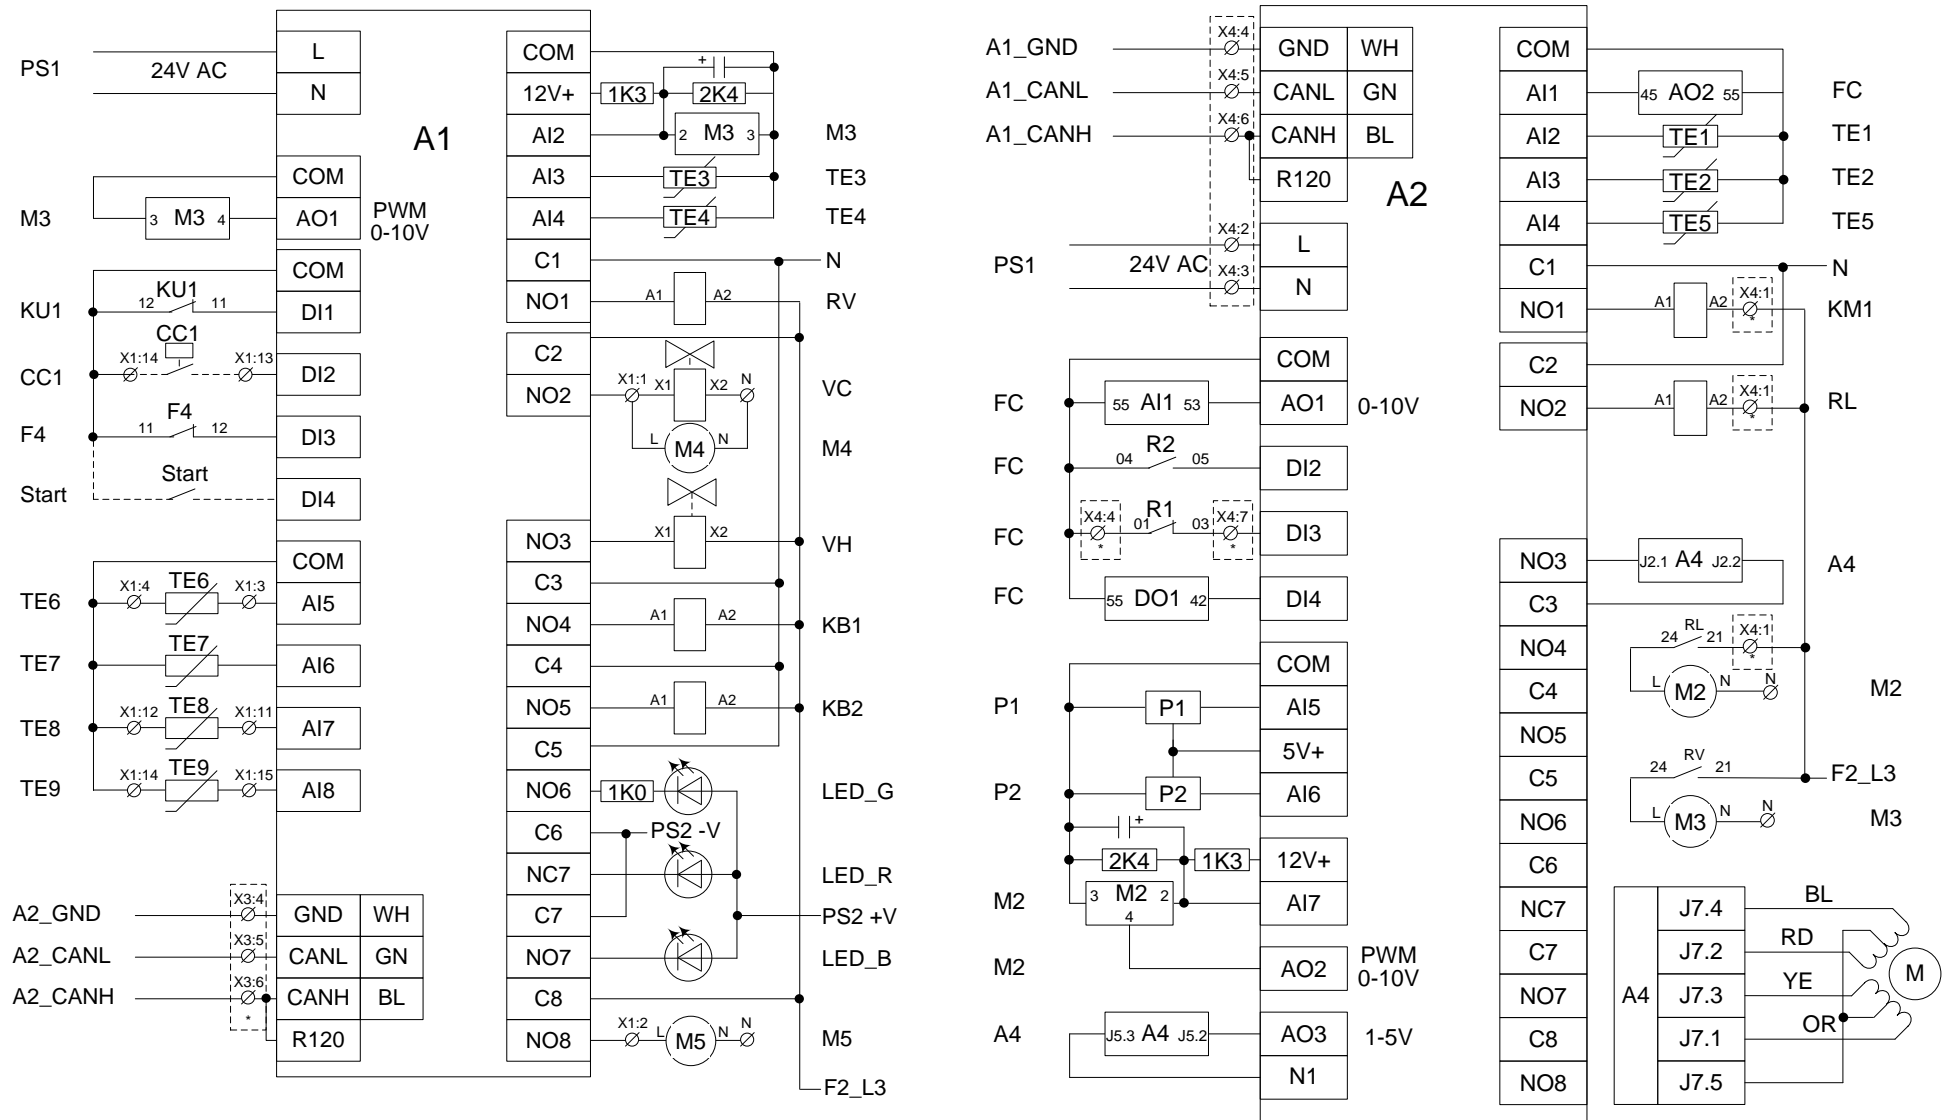 A1
PS1 24V AC L
N
COM
M3 3 M3 4 AO1 PWM
0-10V
COM
KU1 12 KU1 11 DI1
CC1
CC1 X1:14 X1:13 DI2
F4
F4 11 12 DI3
Start
Start DI4
COM
TE6 X1:4 TE6 X1:3 AI5
TE7 TE7 AI6
TE8 X1:12 TE8 X1:11 AI7
TE9 X1:14 TE9 X1:15 AI8
A2_GND X3:4 GND WH
A2_CANL X3:5 CANL GN
A2_CANH X3:6 CANH BL
*
R120
COM +
12V+ 1K3 2K4
AI2 2 M3 3 M3
AI3 TE3 TE3
AI4 TE4 TE4
C1 N
NO1 A1 A2 RV
C2
NO2 X1:1 X1 X2 N VC
L M4 N M4
NO3 X1 X2 VH
C3
NO4 A1 A2 KB1
C4
NO5 A1 A2 KB2
C5
NO6 1K0 LED_G
C6 PS2 -V
NC7 LED_R
C7 PS2 +V
NO7 LED_B
C8
NO8 X1:2 L M5 N N M5
F2_L3
A2
A1_GND X4:4 GND WH
A1_CANL X4:5 CANL GN
A1_CANH X4:6 CANH BL
R120
X4:2 L
PS1 24V AC X4:3 N
COM
FC 55 AI1 53 AO1 0-10V
R2
FC 04 05 DI2
R1
FC X4:4 * 01 03 X4:7 * DI3
FC 55 DO1 42 DI4
COM
P1 P1 AI5
5V+
P2 P2 AI6
+
2K4 1K3 12V+
M2 3 M2 2 AI7
4
M2 AO2 PWM
0-10V
A4 J5.3 A4 J5.2 AO3 1-5V
N1
COM
AI1 45 AO2 55 FC
AI2 TE1 TE1
AI3 TE2 TE2
AI4 TE5 TE5
C1 N
NO1 A1 A2 X4:1 * KM1
C2
NO2 A1 A2 X4:1 * RL
NO3 J2.1 A4 J2.2 A4
C3
NO4 24 RL 21 X4:1 *
C4 L M2 N N M2
NO5
C5 24 RV 21 F2_L3
NO6 L M3 N N M3
C6
NC7
C7
NO7
C8
NO8
A4
J7.4 BL
J7.2 RD
M
J7.3 YE
J7.1 OR
J7.5